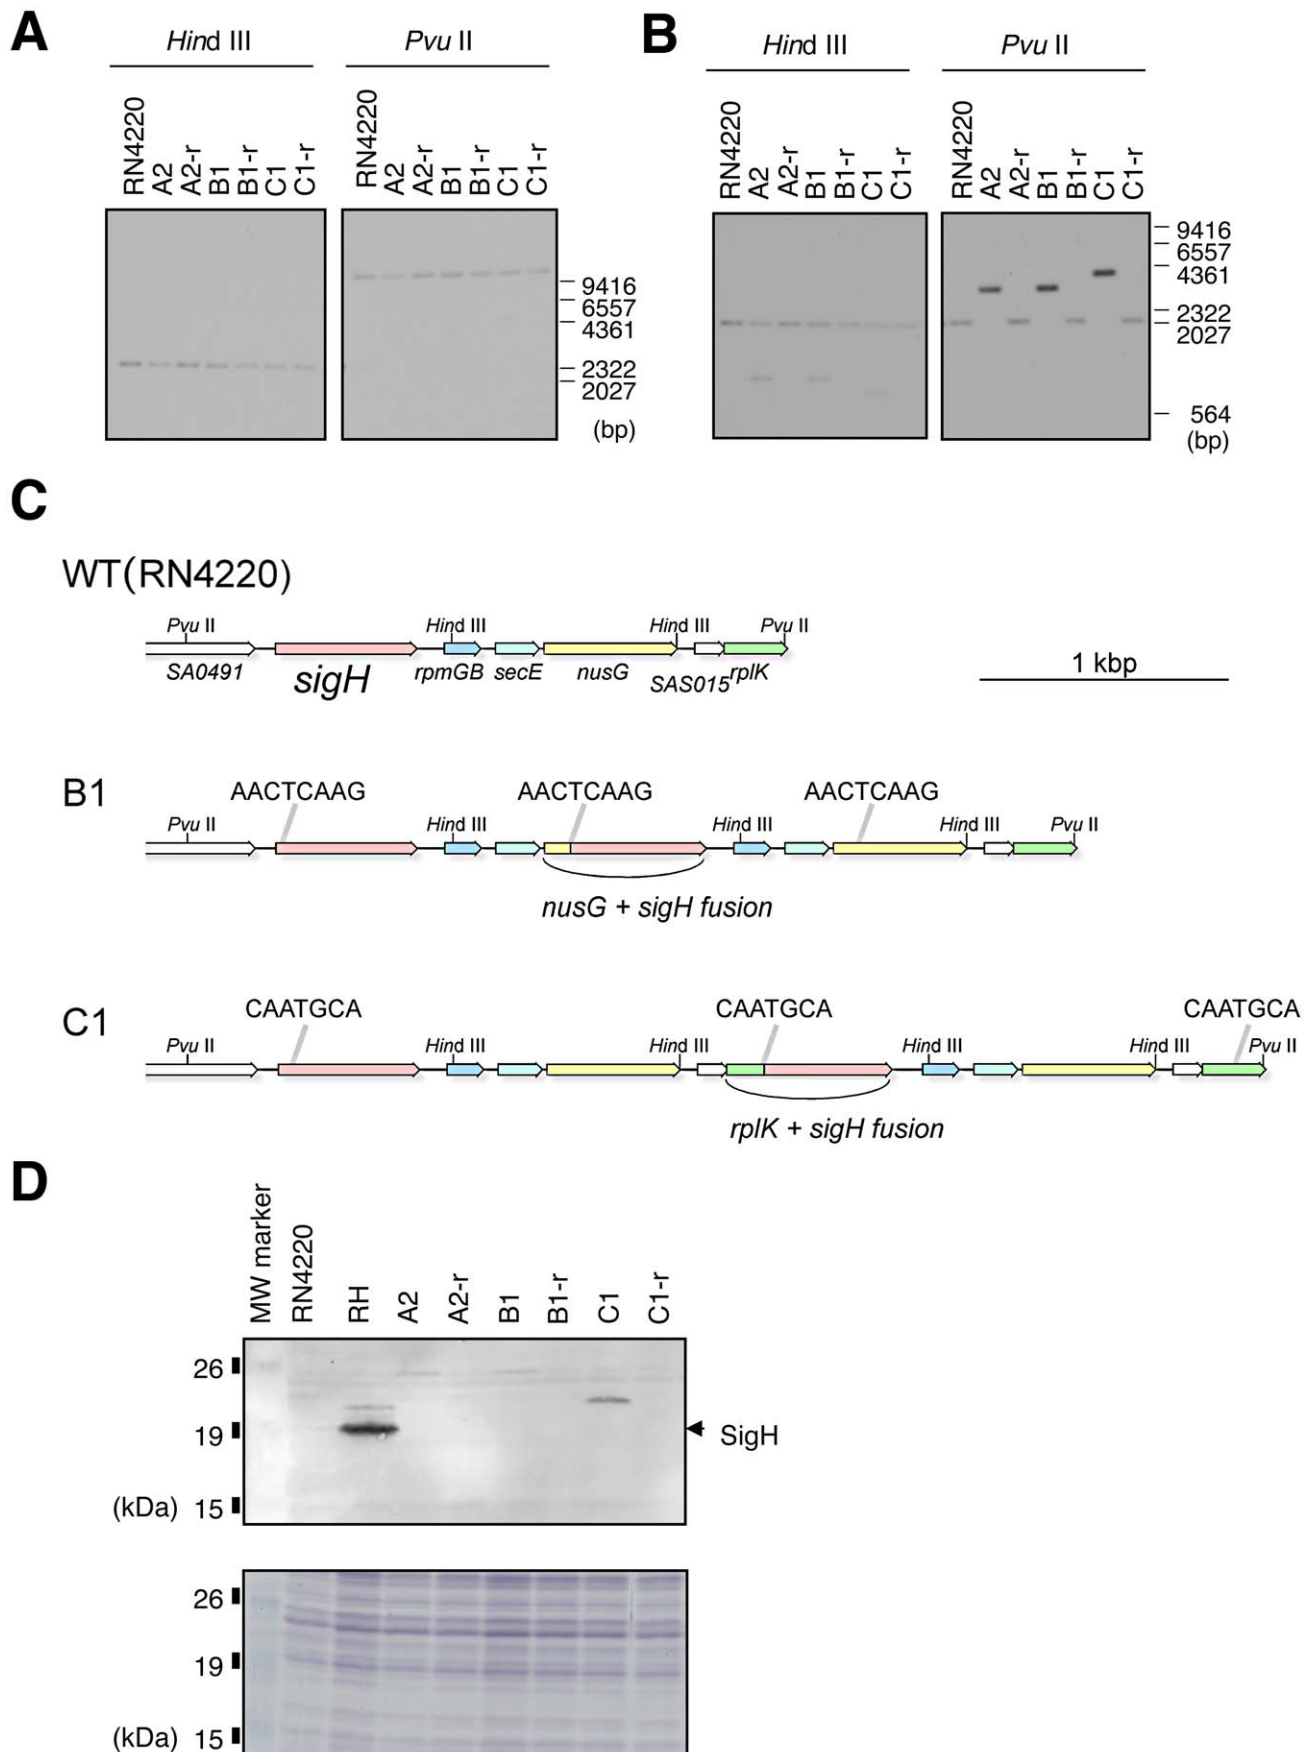 A
Hind III
Pvu II
RN4220
A2
A2-r
B1
B1-r
C1
C1-r
RN4220
A2
A2-r
B1
B1-r
C1
C1-r
9416
6557
4361
2322
2027
(bp)
B
Hind III
Pvu II
RN4220
A2
A2-r
B1
B1-r
C1
C1-r
RN4220
A2
A2-r
B1
B1-r
C1
C1-r
9416
6557
4361
2322
2027
564
(bp)
C
WT(RN4220)
Pvu II Hind III Hind III Pvu II
SA0491 sigH rpmGB secE nusG SAS015 rplK
1 kbp
B1
AACTCAAG AACTCAAG AACTCAAG
Pvu II Hind III Hind III Hind III Pvu II
nusG + sigH fusion
C1
CAATGCA CAATGCA CAATGCA
Pvu II Hind III Hind III Hind III Hind III Pvu II
rplK + sigH fusion
D
MW marker
RN4220
RH
A2
A2-r
B1
B1-r
C1
C1-r
26
19
SigH
(kDa) 15
26
19
(kDa) 15